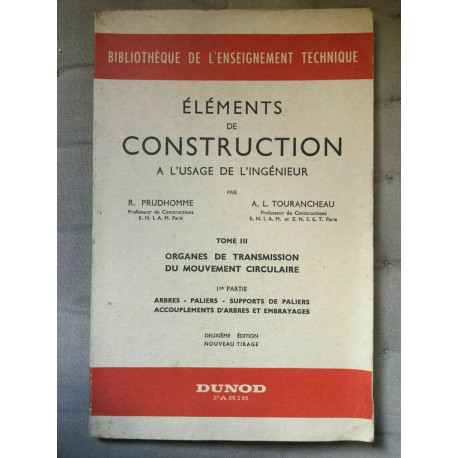 BIBLIOTHÈQUE DE L'ENSEIGNEMENT TECHNIQUE
ÉLÉMENTS
DE
CONSTRUCTION
A L'USAGE DE L'INGÉNIEUR
PAR
R. PRUDHOMME
Professeur de Constructions
E. N. I. A. M. Paris
A. L. TOURANCHEAU
Professeur de Constructions
E. N. I. A. M. et E. N. S. E. T. Paris
TOME III
ORGANES DE TRANSMISSION
DU MOUVEMENT CIRCULAIRE
1re PARTIE
ARBRES - PALIERS - SUPPORTS DE PALIERS
ACCOUPLEMENTS D'ARBRES ET EMBRAYAGES
DEUXIÈME ÉDITION
NOUVEAU TIRAGE
DUNOD
PARIS